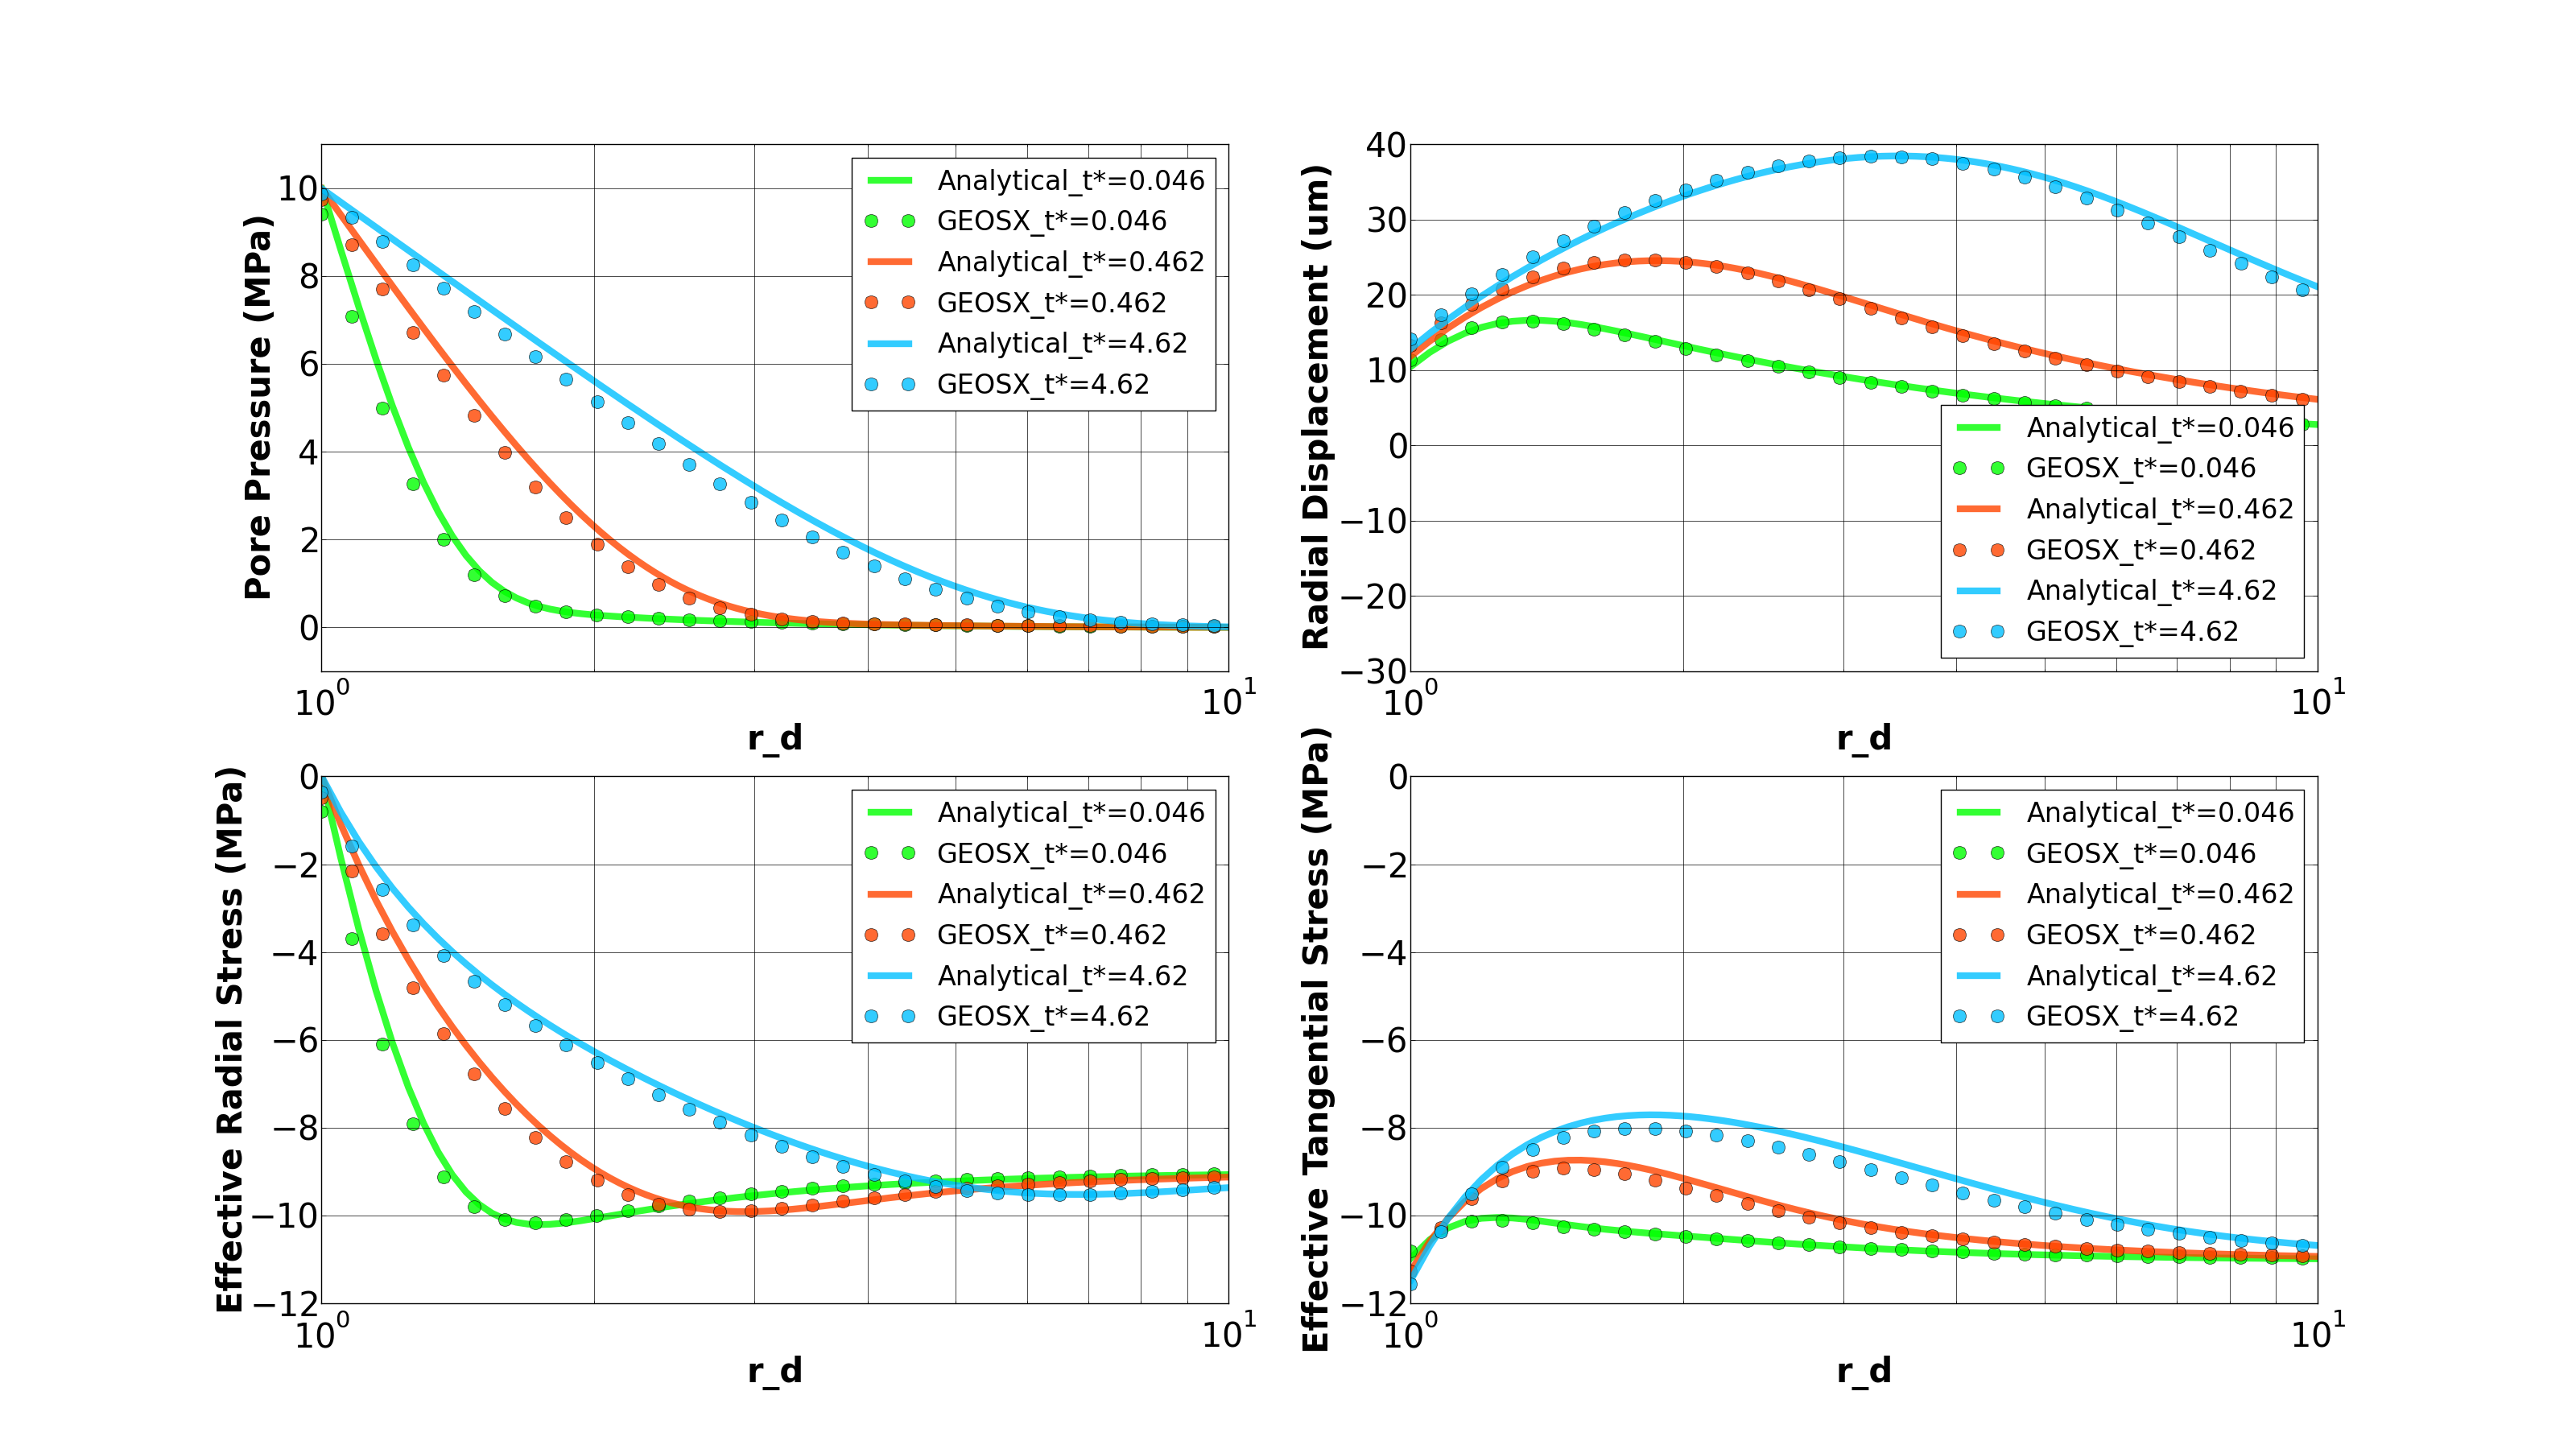 Pore Pressure (MPa)
10
8
6
4
2
0
10^0
10^1
r_d
Analytical_t*=0.046
GEOSX_t*=0.046
Analytical_t*=0.462
GEOSX_t*=0.462
Analytical_t*=4.62
GEOSX_t*=4.62
Radial Displacement (um)
40
30
20
10
0
−10
−20
−30
10^0
10^1
r_d
Analytical_t*=0.046
GEOSX_t*=0.046
Analytical_t*=0.462
GEOSX_t*=0.462
Analytical_t*=4.62
GEOSX_t*=4.62
Effective Radial Stress (MPa)
0
−2
−4
−6
−8
−10
−12
10^0
10^1
r_d
Analytical_t*=0.046
GEOSX_t*=0.046
Analytical_t*=0.462
GEOSX_t*=0.462
Analytical_t*=4.62
GEOSX_t*=4.62
Effective Tangential Stress (MPa)
0
−2
−4
−6
−8
−10
−12
10^0
10^1
r_d
Analytical_t*=0.046
GEOSX_t*=0.046
Analytical_t*=0.462
GEOSX_t*=0.462
Analytical_t*=4.62
GEOSX_t*=4.62